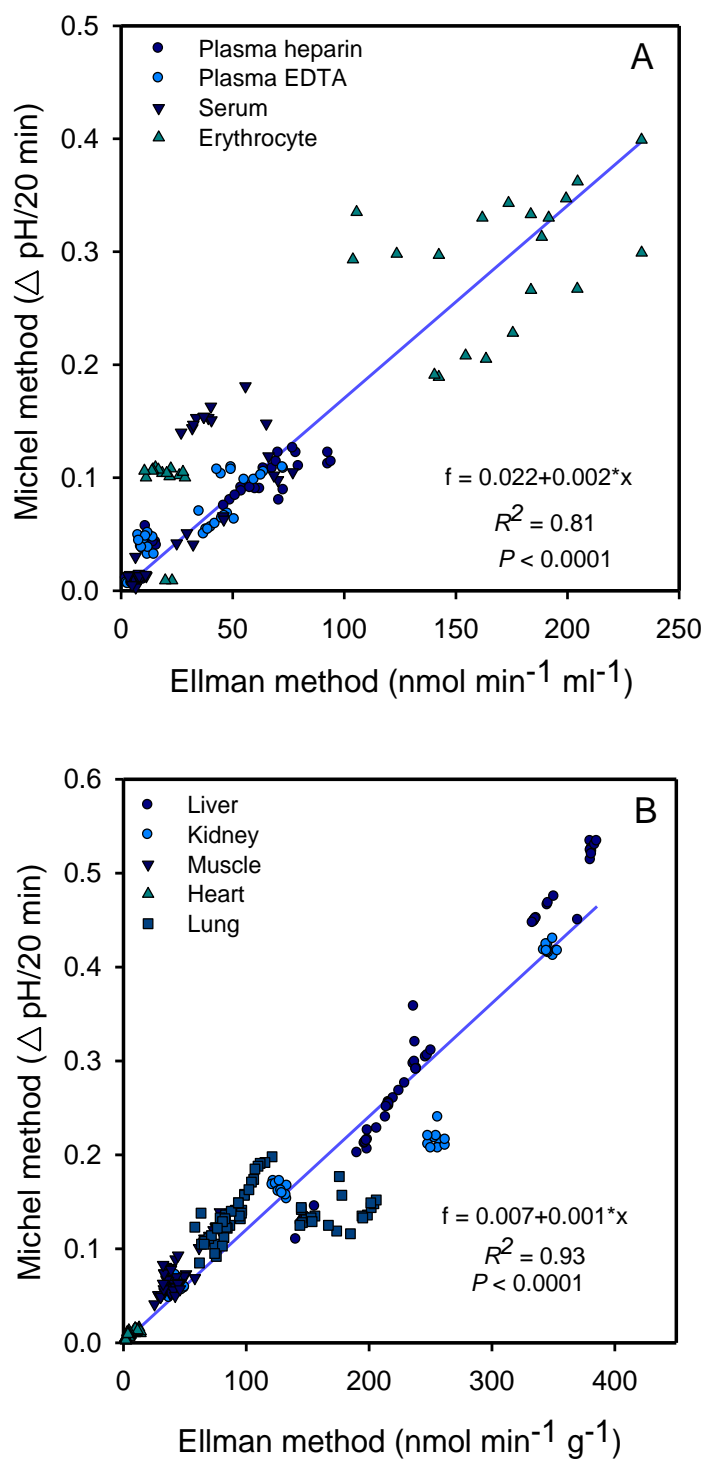 A
Plasma heparin
Plasma EDTA
Serum
Erythrocyte
Michel method (△ pH/20 min)
0.5
0.4
0.3
0.2
0.1
0.0
f = 0.022+0.002*x
R² = 0.81
P < 0.0001
0 50 100 150 200 250
Ellman method (nmol min⁻¹ ml⁻¹)
B
Liver
Kidney
Muscle
Heart
Lung
Michel method (△ pH/20 min)
0.6
0.5
0.4
0.3
0.2
0.1
0.0
f = 0.007+0.001*x
R² = 0.93
P < 0.0001
0 100 200 300 400
Ellman method (nmol min⁻¹ g⁻¹)